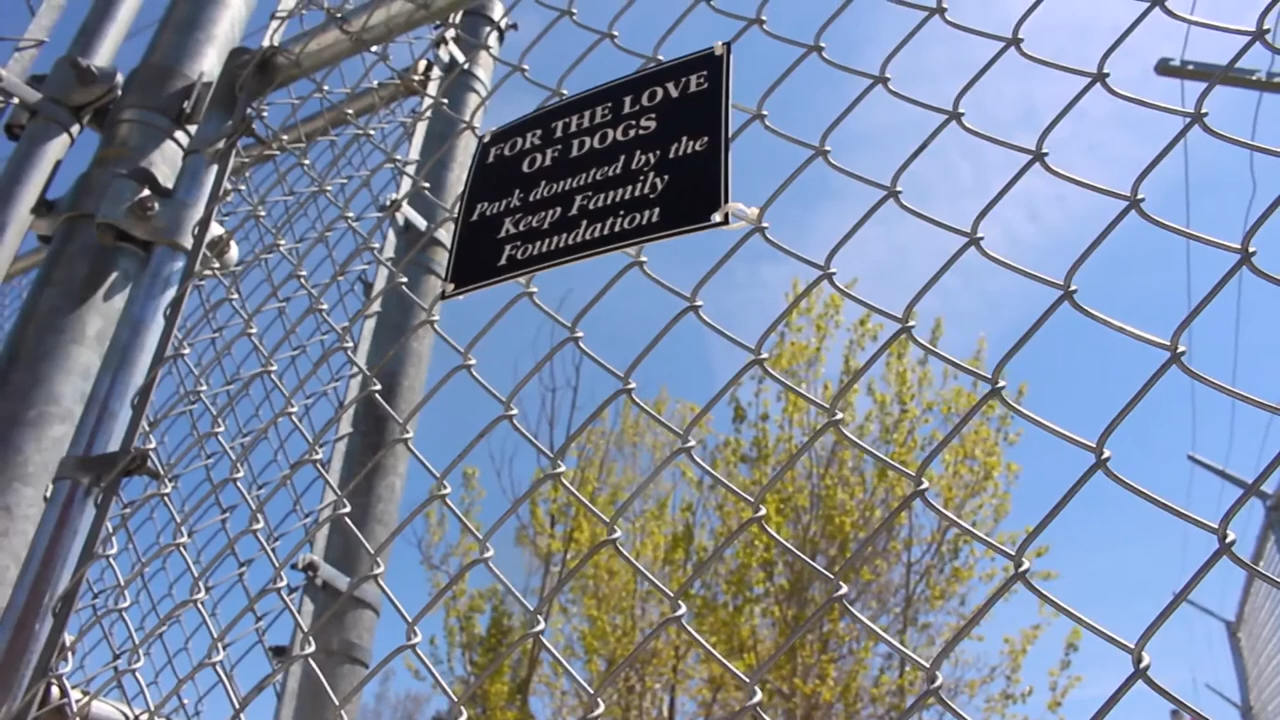 FOR THE LOVE
OF DOGS
Park donated by the
Keep Family
Foundation